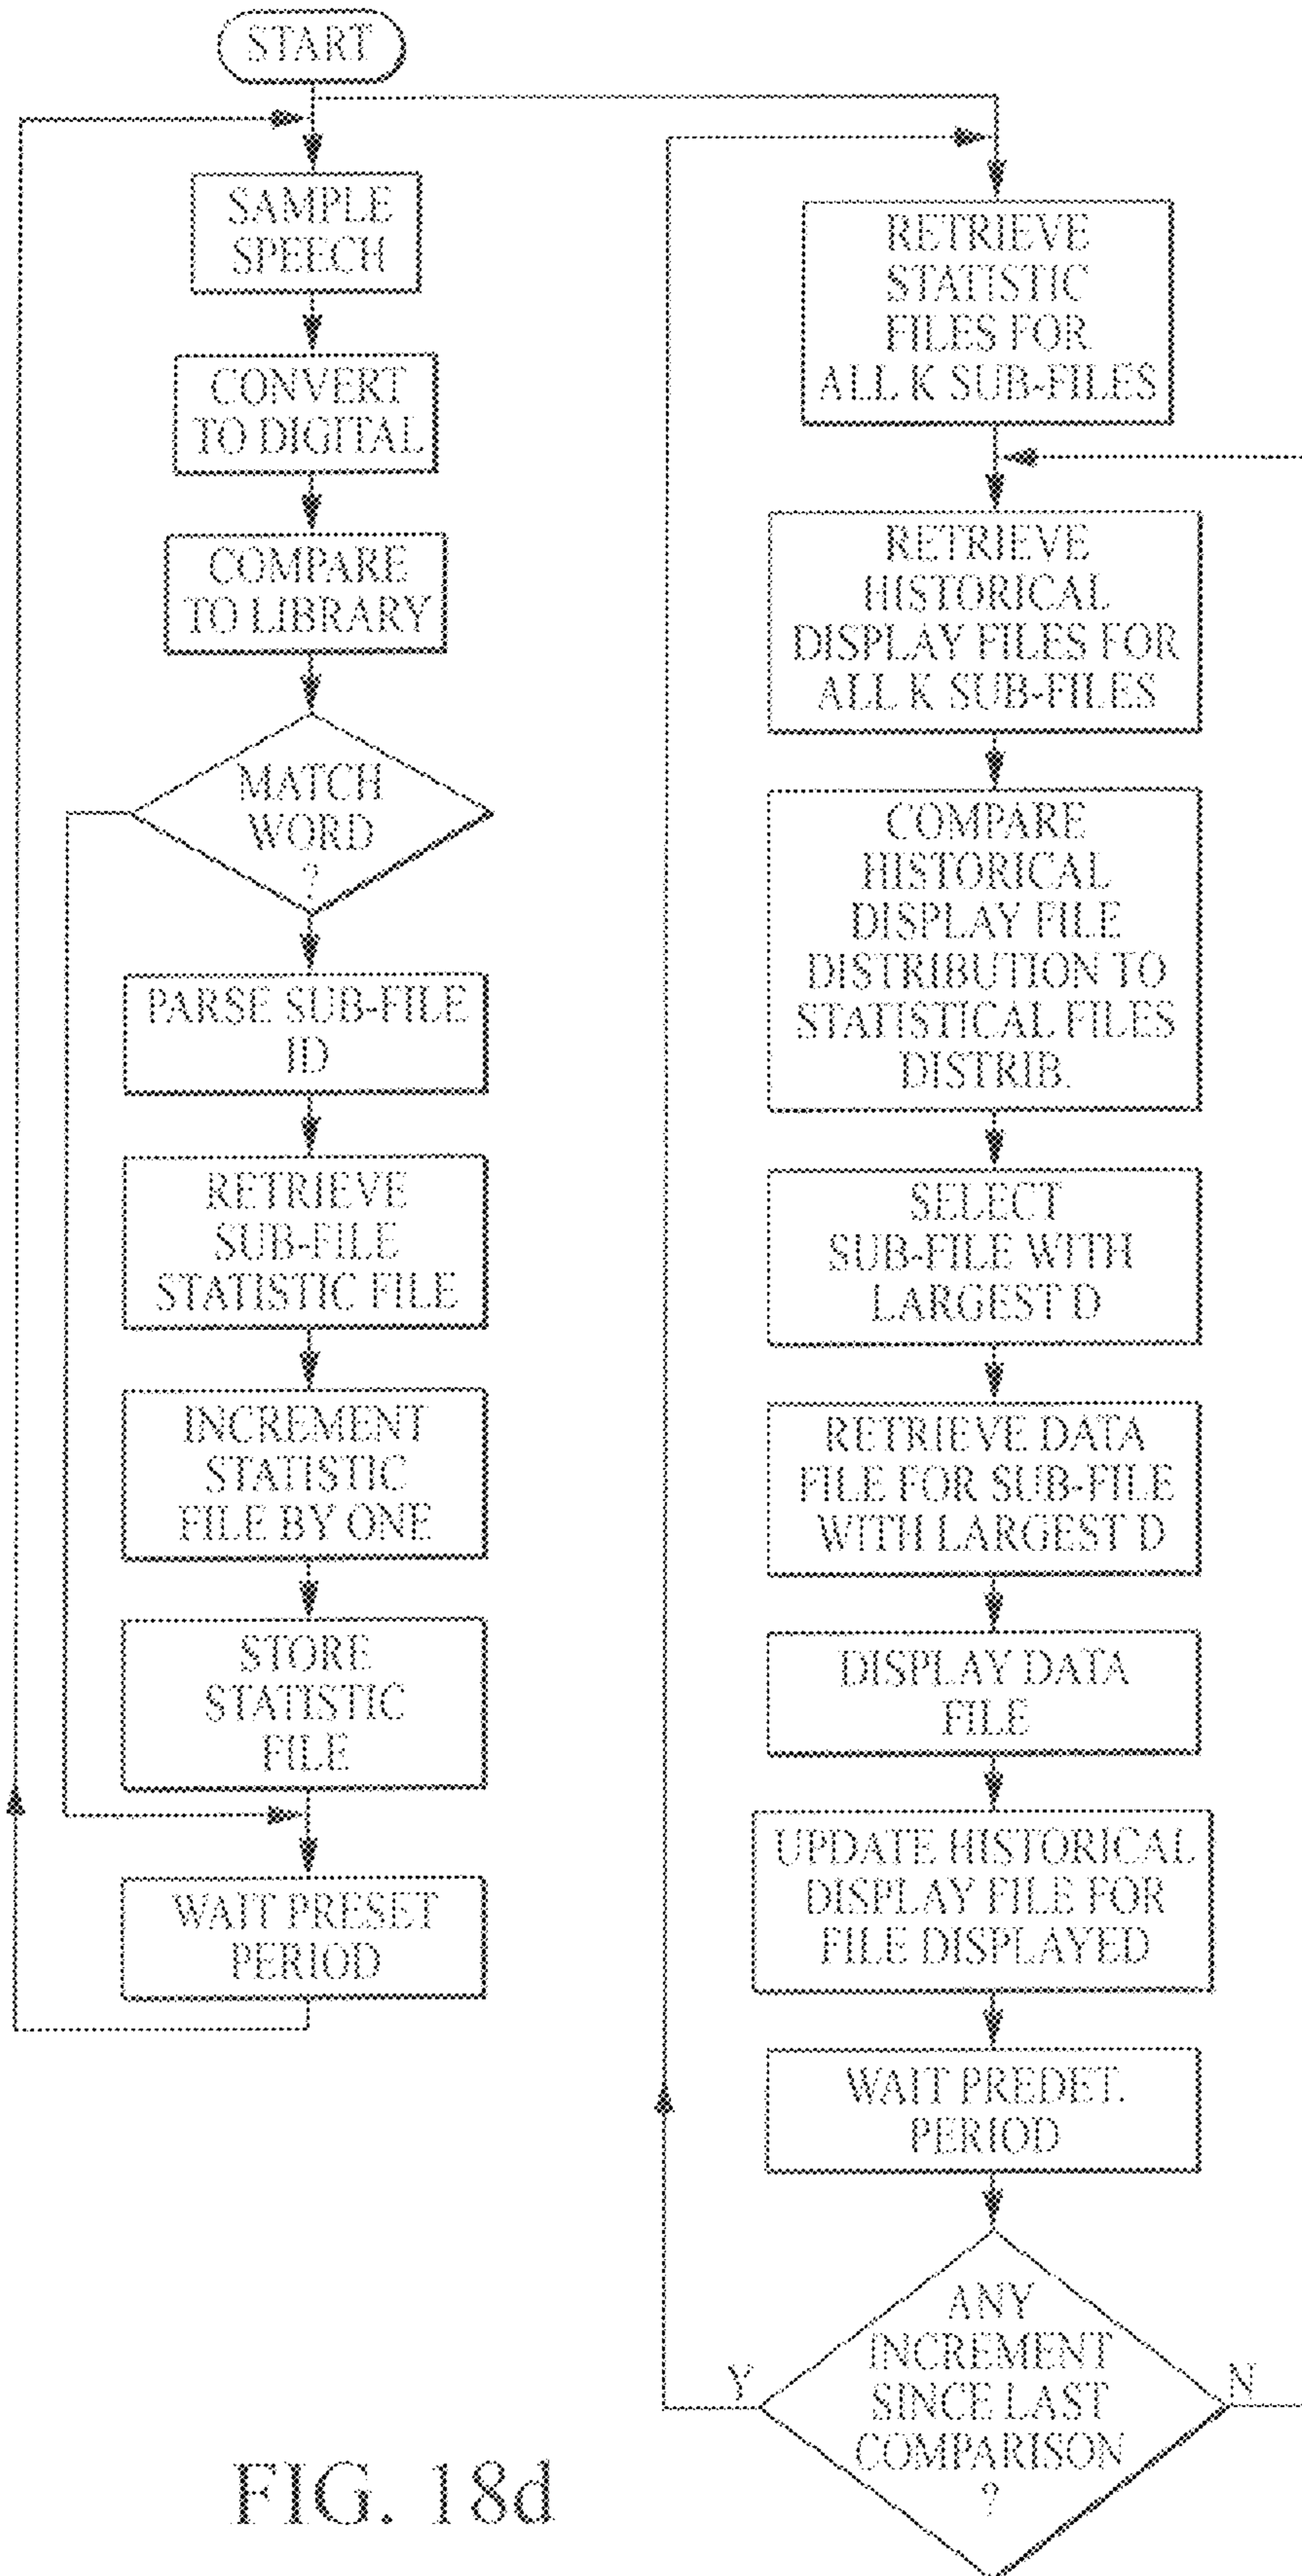 START
SAMPLE
SPEECH
CONVERT
TO DIGITAL
COMPARE
TO LIBRARY
MATCH
WORD
?
PARSE SUB-FILE
ID
RETRIEVE
SUB-FILE
STATISTIC FILE
INCREMENT
STATISTIC
FILE BY ONE
STORE
STATISTIC
FILE
WAIT PRESET
PERIOD
RETRIEVE
STATISTIC
FILES FOR
ALL K SUB-FILES
RETRIEVE
HISTORICAL
DISPLAY FILES FOR
ALL K SUB-FILES
COMPARE
HISTORICAL
DISPLAY FILE
DISTRIBUTION TO
STATISTICAL FILES
DISTRIB.
SELECT
SUB-FILE WITH
LARGEST D
RETRIEVE DATA
FILE FOR SUB-FILE
WITH LARGEST D
DISPLAY DATA
FILE
UPDATE HISTORICAL
DISPLAY FILE FOR
FILE DISPLAYED
WAIT PREDET.
PERIOD
ANY
INCREMENT
SINCE LAST
COMPARISON
?
Y
N
FIG. 18d